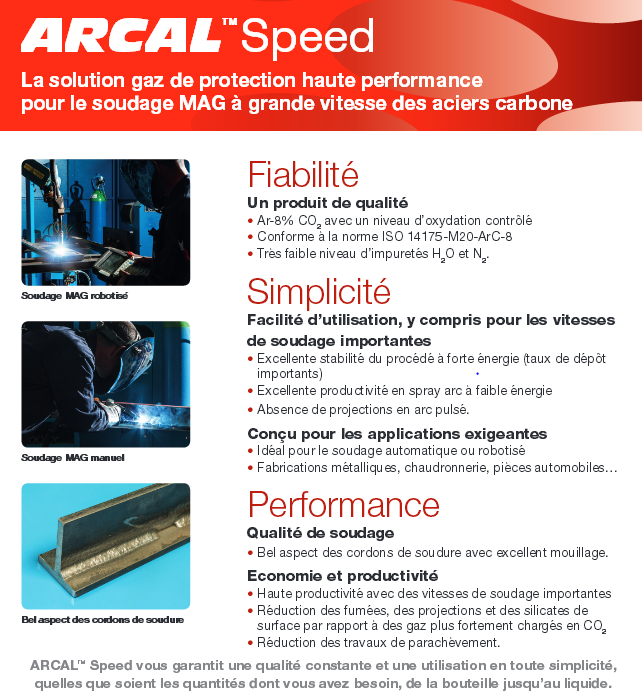 ARCAL™ Speed
La solution gaz de protection haute performance
pour le soudage MAG à grande vitesse des aciers carbone
Soudage MAG robotisé
Soudage MAG manuel
Bel aspect des cordons de soudure
Fiabilité
Un produit de qualité
• Ar-8% CO₂ avec un niveau d'oxydation contrôlé
• Conforme à la norme ISO 14175-M20-ArC-8
• Très faible niveau d'impuretés H₂O et N₂.
Simplicité
Facilité d'utilisation, y compris pour les vitesses
de soudage importantes
• Excellente stabilité du procédé à forte énergie (taux de dépôt
importants)
• Excellente productivité en spray arc à faible énergie
• Absence de projections en arc pulsé.
Conçu pour les applications exigeantes
• Idéal pour le soudage automatique ou robotisé
• Fabrications métalliques, chaudronnerie, pièces automobiles…
Performance
Qualité de soudage
• Bel aspect des cordons de soudure avec excellent mouillage.
Economie et productivité
• Haute productivité avec des vitesses de soudage importantes
• Réduction des fumées, des projections et des silicates de
surface par rapport à des gaz plus fortement chargés en CO₂
• Réduction des travaux de parachèvement.
ARCAL™ Speed vous garantit une qualité constante et une utilisation en toute simplicité,
quelles que soient les quantités dont vous avez besoin, de la bouteille jusqu'au liquide.